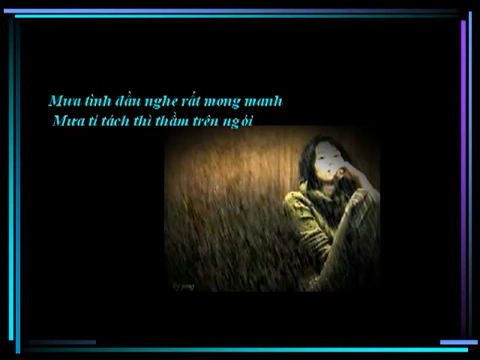 Mưa tình đầu nghe rất mong manh
Mưa tí tách thì thầm trên ngói